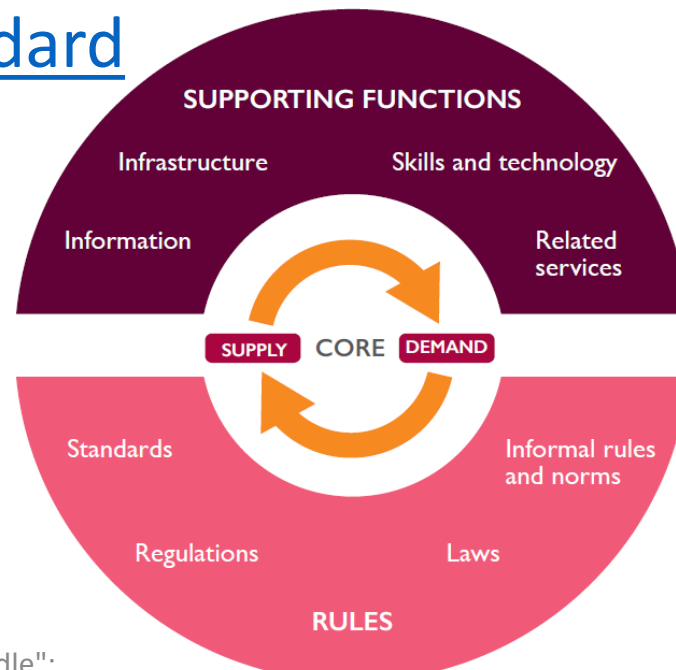 dard
SUPPORTING FUNCTIONS
Infrastructure
Skills and technology
Information
Related
services
SUPPLY
CORE
DEMAND
Standards
Informal rules
and norms
Regulations
Laws
RULES
dle":